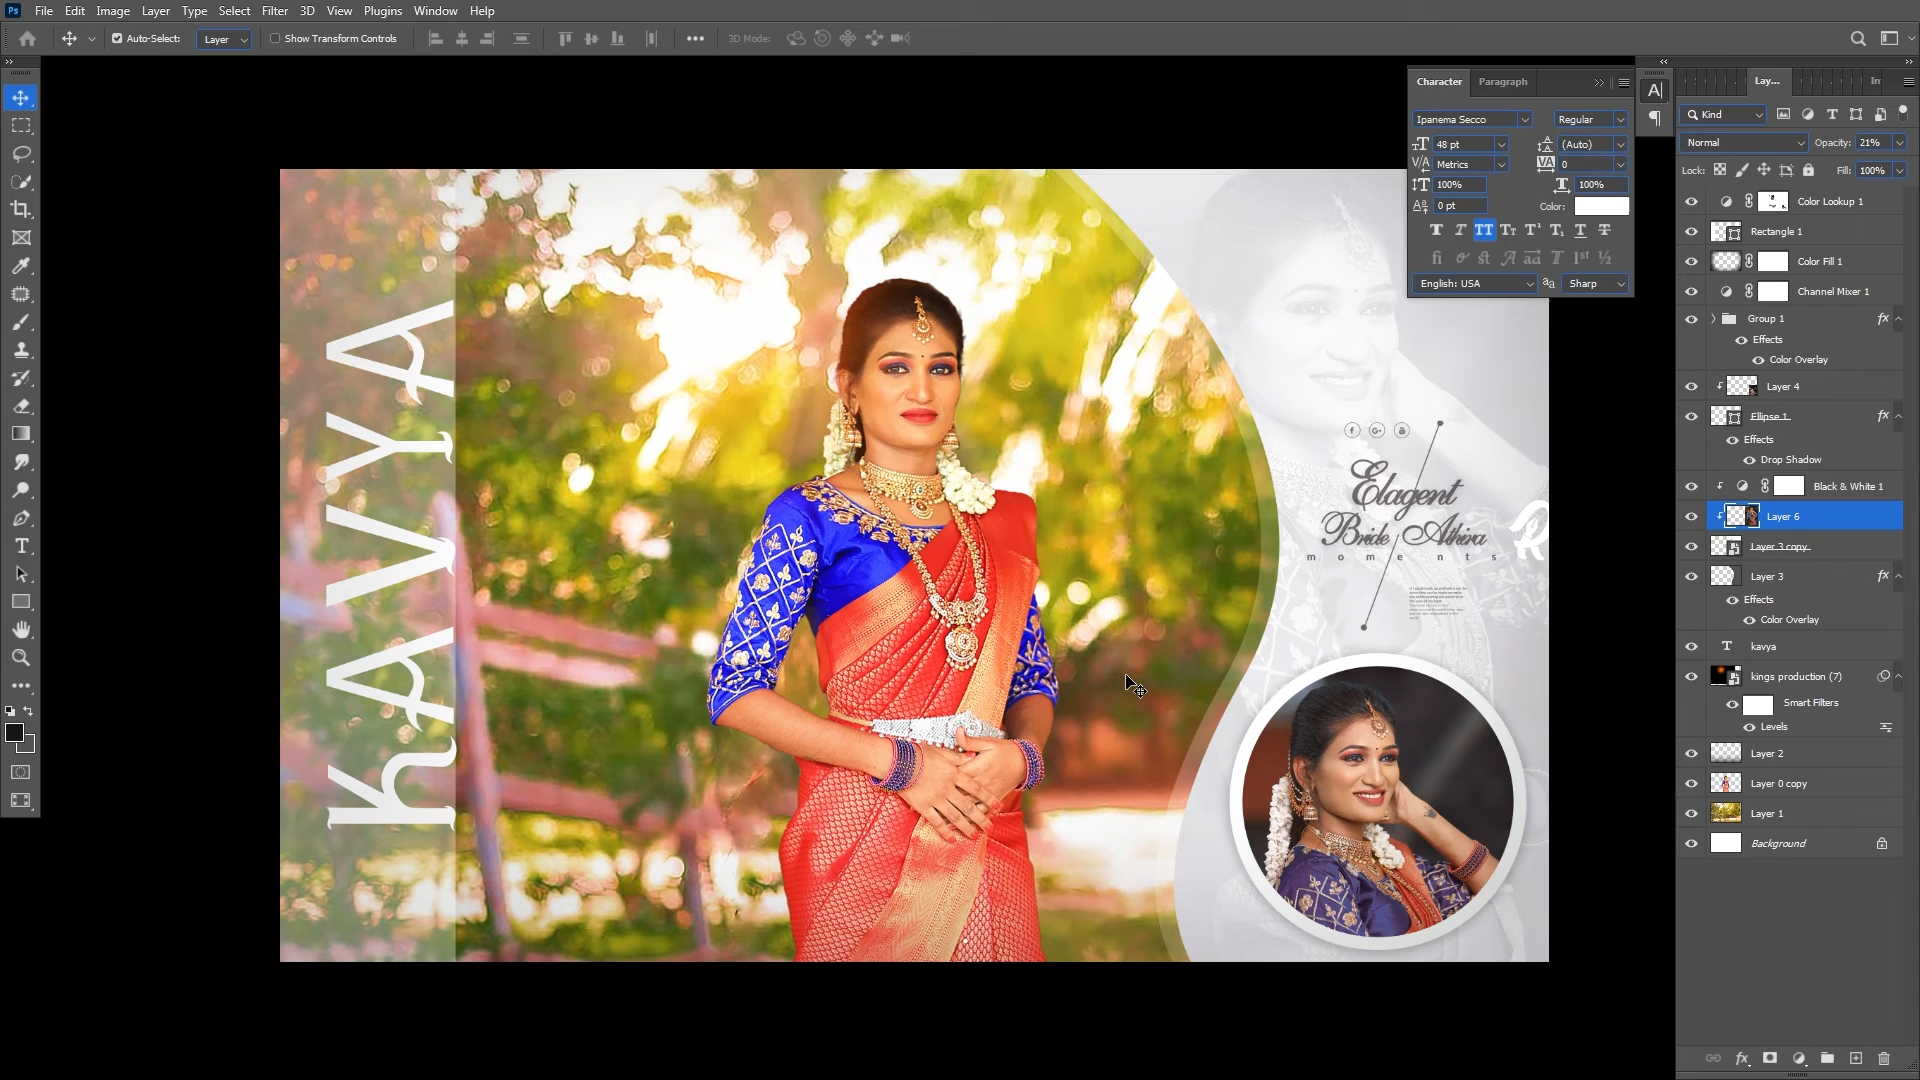 Ps File Edit Image Layer Type Select Filter 3D View Plugins Window Help
Auto-Select: Layer Show Transform Controls 3D Mode:
Character Paragraph
Ipanema Secco Regular
48 pt (Auto)
Metrics 0
100% 100%
0 pt Color:
English: USA Sharp
Lay...
Kind
Normal Opacity: 21%
Lock: Fill: 100%
Color Lookup 1
Rectangle 1
Color Fill 1
Channel Mixer 1
Group 1 fx
Effects
Color Overlay
Layer 4
Ellipse 1 fx
Effects
Drop Shadow
Black & White 1
Layer 6
Layer 3 copy
Layer 3 fx
Effects
Color Overlay
kavya
kings production (7)
Smart Filters
Levels
Layer 2
Layer 0 copy
Layer 1
Background
KAVYA
Elagent
Bride Athira
moments